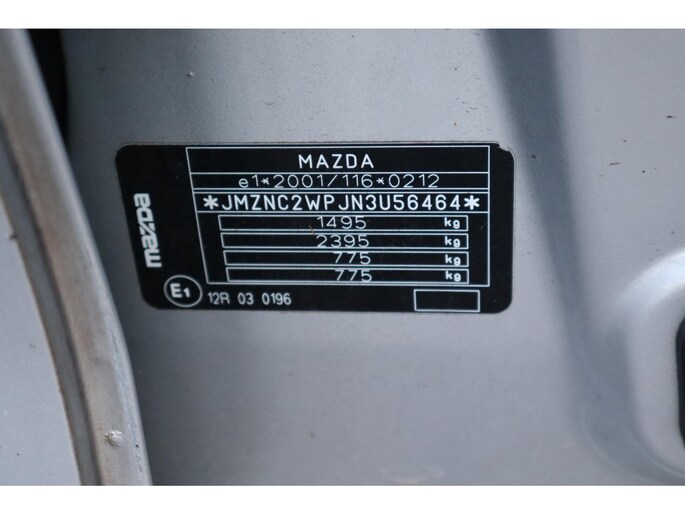 MAZDA
e1*2001/116*0212
*JMZNC2WPJN3U56464*
1495 kg
2395 kg
775 kg
775 kg
mazda
E1 12R 03 0196